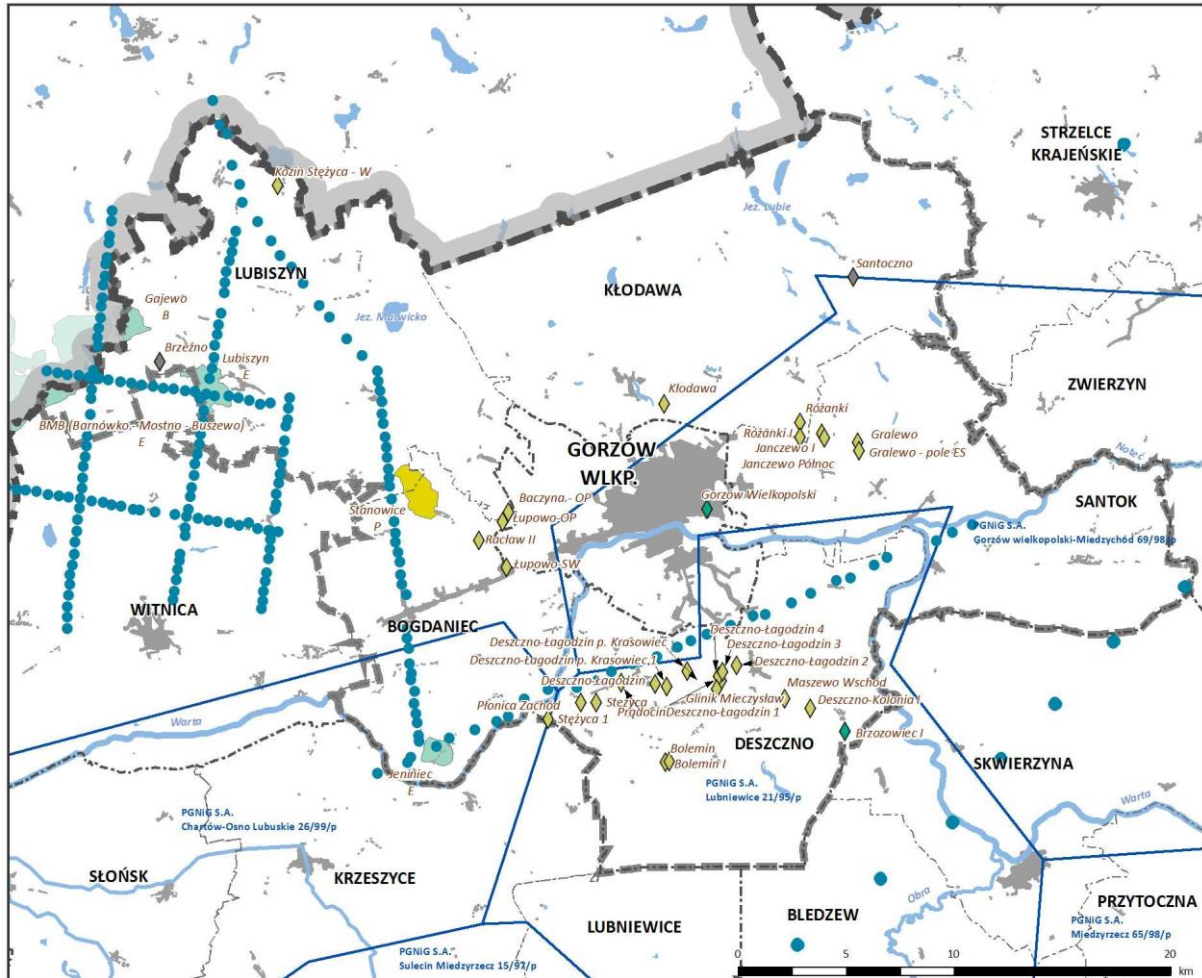 STRZELCE
KRAJEŃSKIE
Kozin Stężyca - W
Jez. Lubie
LUBISZYN
Santoczno
KŁODAWA
Gajewo
B
Jez. Marwicko
Brzeźno
Lubiszyn
E
ZWIERZYN
Kłodawa
BMB (Barnówko - Mostno - Buszewo)
E
Różanki
Różanki I
Janczewo I
Janczewo Północ
Gralewo
Gralewo - pole ES
Noteć
GORZÓW
WLKP.
Gorzów Wielkopolski
SANTOK
Stanowice
P
Baczyna - OP
Łupowo-OP
Racław II
Łupowo-SW
PGNiG S.A.
Gorzów wielkopolski-Miedzychód 69/98/p
WITNICA
BOGDANIEC
Deszczno-Łagodzin 4
Deszczno-Łagodzin p. Krasowiec
Deszczno-Łagodzin 3
Deszczno-Łagodzin p. Krasowiec 1
Deszczno-Łagodzin 2
Deszczno-Łagodzin
Glinik Mieczysław
Maszewo Wschód
Płonica Zachód
Stężyca
Prądocin
Deszczno-Łagodzin 1
Deszczno-Kolonia I
Stężyca 1
Warta
Brzozowiec I
Bolemin
Bolemin I
DESZCZNO
Jeniniec
E
SKWIERZYNA
PGNiG S.A.
Lubniewice 21/95/p
Warta
PGNiG S.A.
Chartów-Osno Lubuskie 26/99/p
SŁOŃSK
KRZESZYCE
Obra
LUBNIEWICE
BLEDZEW
PRZYTOCZNA
PGNiG S.A.
Miedzyrzecz 65/98/p
PGNiG S.A.
Sulecin Miedzyrzecz 15/97/p
0 5 10 20
km